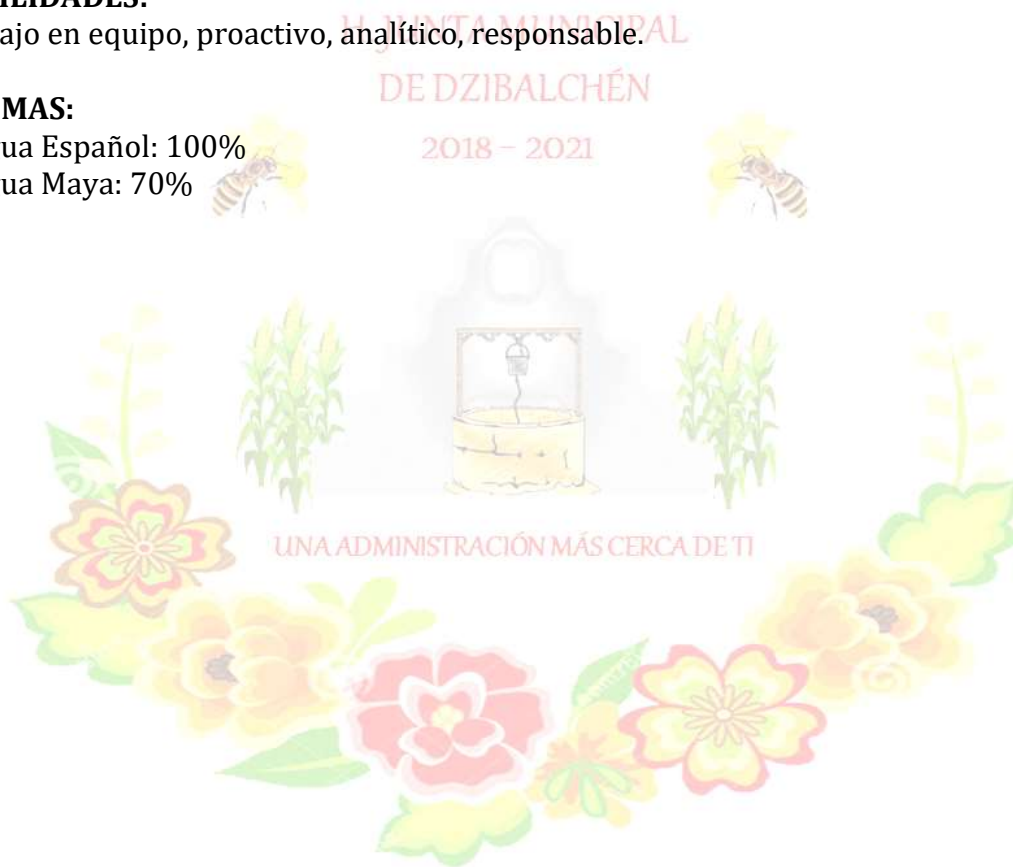 ILIDADES:
ajo en equipo, proactivo, analítico, responsable.
H. JUNTA MUNICIPAL
DE DZIBALCHÉN
2018 – 2021
MAS:
ua Español: 100%
ua Maya: 70%
UNA ADMINISTRACIÓN MÁS CERCA DE TI